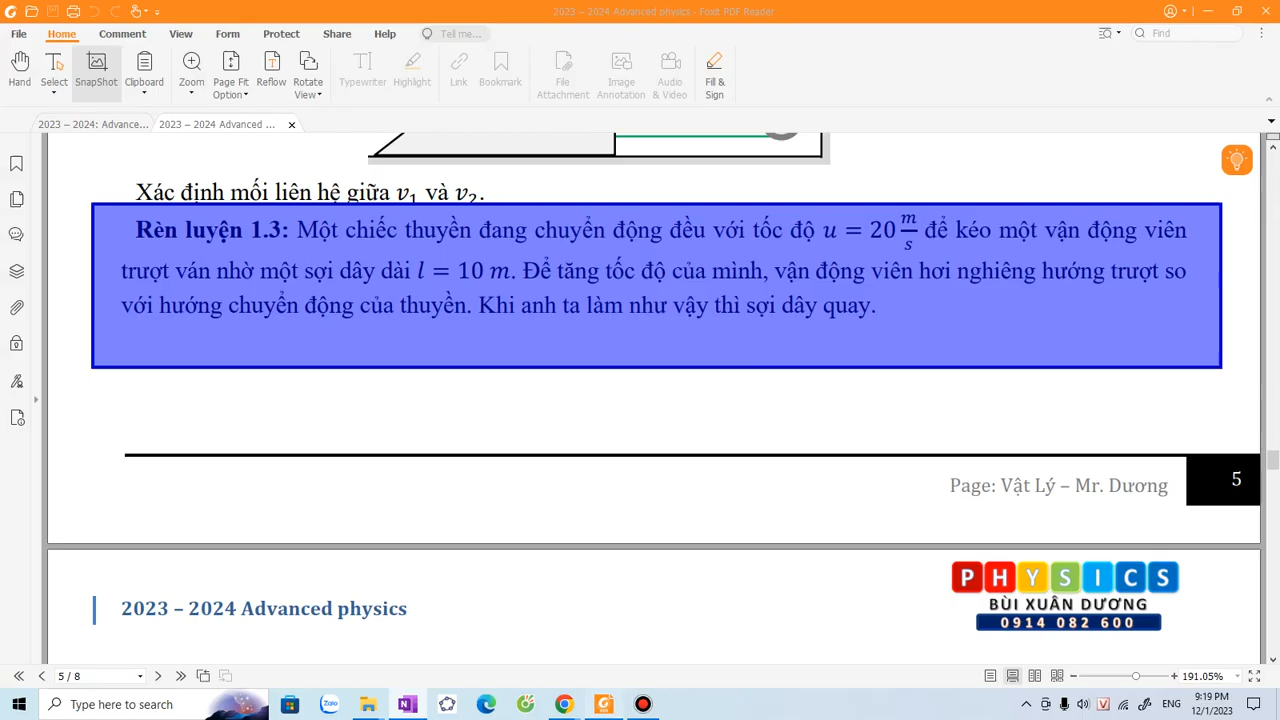 2023 – 2024 Advanced physics - Foxit PDF Reader
File Home Comment View Form Protect Share Help Tell me... Find
Hand Select SnapShot Clipboard Zoom Page Fit Option Reflow Rotate View Typewriter Highlight Link Bookmark File Attachment Image Annotation Audio & Video Fill & Sign
2023 – 2024: Advance... 2023 – 2024 Advanced ...
Xác định mối liên hệ giữa v₁ và v₂.
Rèn luyện 1.3: Một chiếc thuyền đang chuyển động đều với tốc độ u = 20 m/s để kéo một vận động viên
trượt ván nhờ một sợi dây dài l = 10 m. Để tăng tốc độ của mình, vận động viên hơi nghiêng hướng trượt so
với hướng chuyển động của thuyền. Khi anh ta làm như vậy thì sợi dây quay.
5
Page: Vật Lý – Mr. Dương
PHYSICS
BÙI XUÂN DƯƠNG
0914 082 600
2023 – 2024 Advanced physics
5 / 8 191.05%
Type here to search Zalo ENG 9:19 PM
12/1/2023